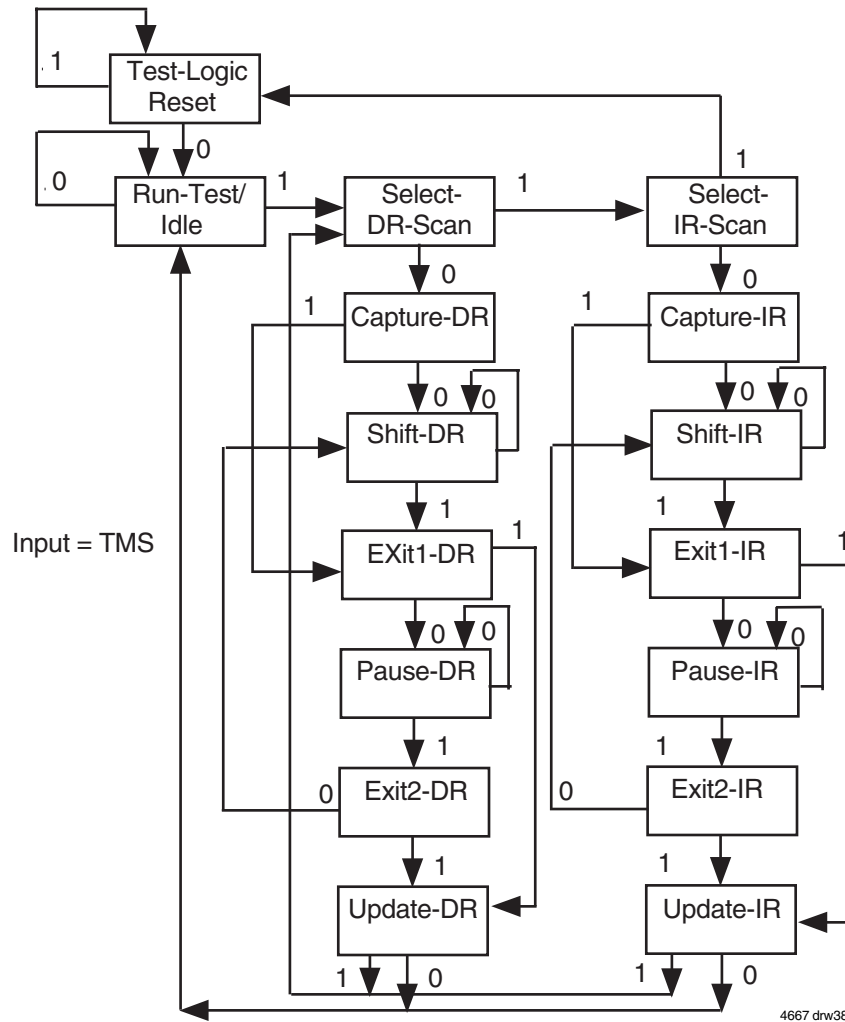 1
Test-Logic
Reset
0
0
Run-Test/
Idle
1
Select-
DR-Scan
1
Select-
IR-Scan
1
0
0
1
Capture-DR
1
Capture-IR
0
0
0
0
Shift-DR
Shift-IR
1
1
Input = TMS
EXit1-DR
1
Exit1-IR
1
0
0
0
0
Pause-DR
Pause-IR
1
1
0
Exit2-DR
0
Exit2-IR
1
1
Update-DR
Update-IR
1
0
1
0
4667 drw38